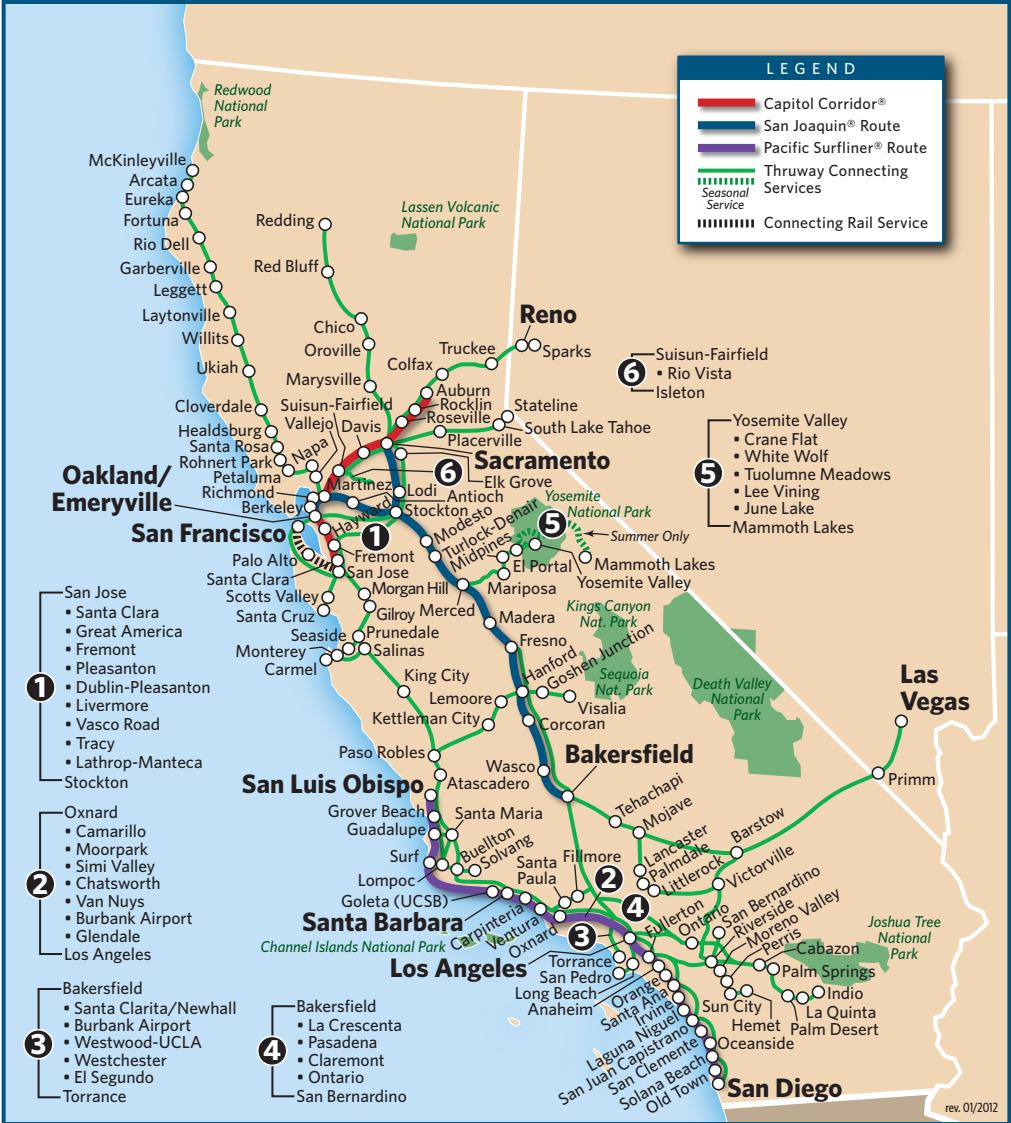 LEGEND
Capitol Corridor®
San Joaquin® Route
Pacific Surfliner® Route
Thruway Connecting
Services
Seasonal
Service
Connecting Rail Service
Redwood
National
Park
McKinleyville
Arcata
Eureka
Fortuna
Rio Dell
Garberville
Leggett
Laytonville
Willits
Ukiah
Cloverdale
Healdsburg
Santa Rosa
Rohnert Park
Petaluma
Redding
Red Bluff
Chico
Oroville
Marysville
Lassen Volcanic
National Park
Reno
Sparks
Truckee
Colfax
Auburn
Rocklin
Roseville
Stateline
South Lake Tahoe
Placerville
Suisun-Fairfield
Vallejo
Davis
Napa
Sacramento
Elk Grove
6
Martinez
Lodi
Antioch
Stockton
Oakland/
Emeryville
Richmond
Berkeley
San Francisco
Hayward
1
Fremont
Palo Alto
Santa Clara
San Jose
Scotts Valley
Santa Cruz
Morgan Hill
Gilroy
Seaside
Prunedale
Monterey
Salinas
Carmel
Modesto
Turlock-Denair
Midpines
Merced
Mariposa
El Portal
Yosemite
National Park
5
Summer Only
Mammoth Lakes
Yosemite Valley
Kings Canyon
Nat. Park
Madera
Fresno
Hanford
Goshen Junction
Sequoia
Nat. Park
Visalia
Death Valley
National
Park
King City
Lemoore
Kettleman City
Corcoran
Paso Robles
Wasco
Bakersfield
Atascadero
San Luis Obispo
Grover Beach
Guadalupe
Santa Maria
Surf
Buellton
Solvang
Lompoc
Goleta (UCSB)
Santa Barbara
Channel Islands National Park
Carpinteria
Ventura
Oxnard
Santa
Paula
Fillmore
2
4
3
Los Angeles
Tehachapi
Mojave
Lancaster
Palmdale
Littlerock
Barstow
Victorville
Las
Vegas
Primm
Fullerton
Ontario
San Bernardino
Riverside
Moreno Valley
Perris
Cabazon
Palm Springs
Joshua Tree
National
Park
Indio
La Quinta
Palm Desert
Sun City
Hemet
Torrance
San Pedro
Long Beach
Anaheim
Orange
Santa Ana
Irvine
Laguna Niguel
San Juan Capistrano
San Clemente
Oceanside
Solana Beach
Old Town
San Diego
6
Suisun-Fairfield
• Rio Vista
Isleton
5
Yosemite Valley
• Crane Flat
• White Wolf
• Tuolumne Meadows
• Lee Vining
• June Lake
Mammoth Lakes
1
San Jose
• Santa Clara
• Great America
• Fremont
• Pleasanton
• Dublin-Pleasanton
• Livermore
• Vasco Road
• Tracy
• Lathrop-Manteca
Stockton
2
Oxnard
• Camarillo
• Moorpark
• Simi Valley
• Chatsworth
• Van Nuys
• Burbank Airport
• Glendale
Los Angeles
3
Bakersfield
• Santa Clarita/Newhall
• Burbank Airport
• Westwood-UCLA
• Westchester
• El Segundo
Torrance
4
Bakersfield
• La Crescenta
• Pasadena
• Claremont
• Ontario
San Bernardino
rev. 01/2012